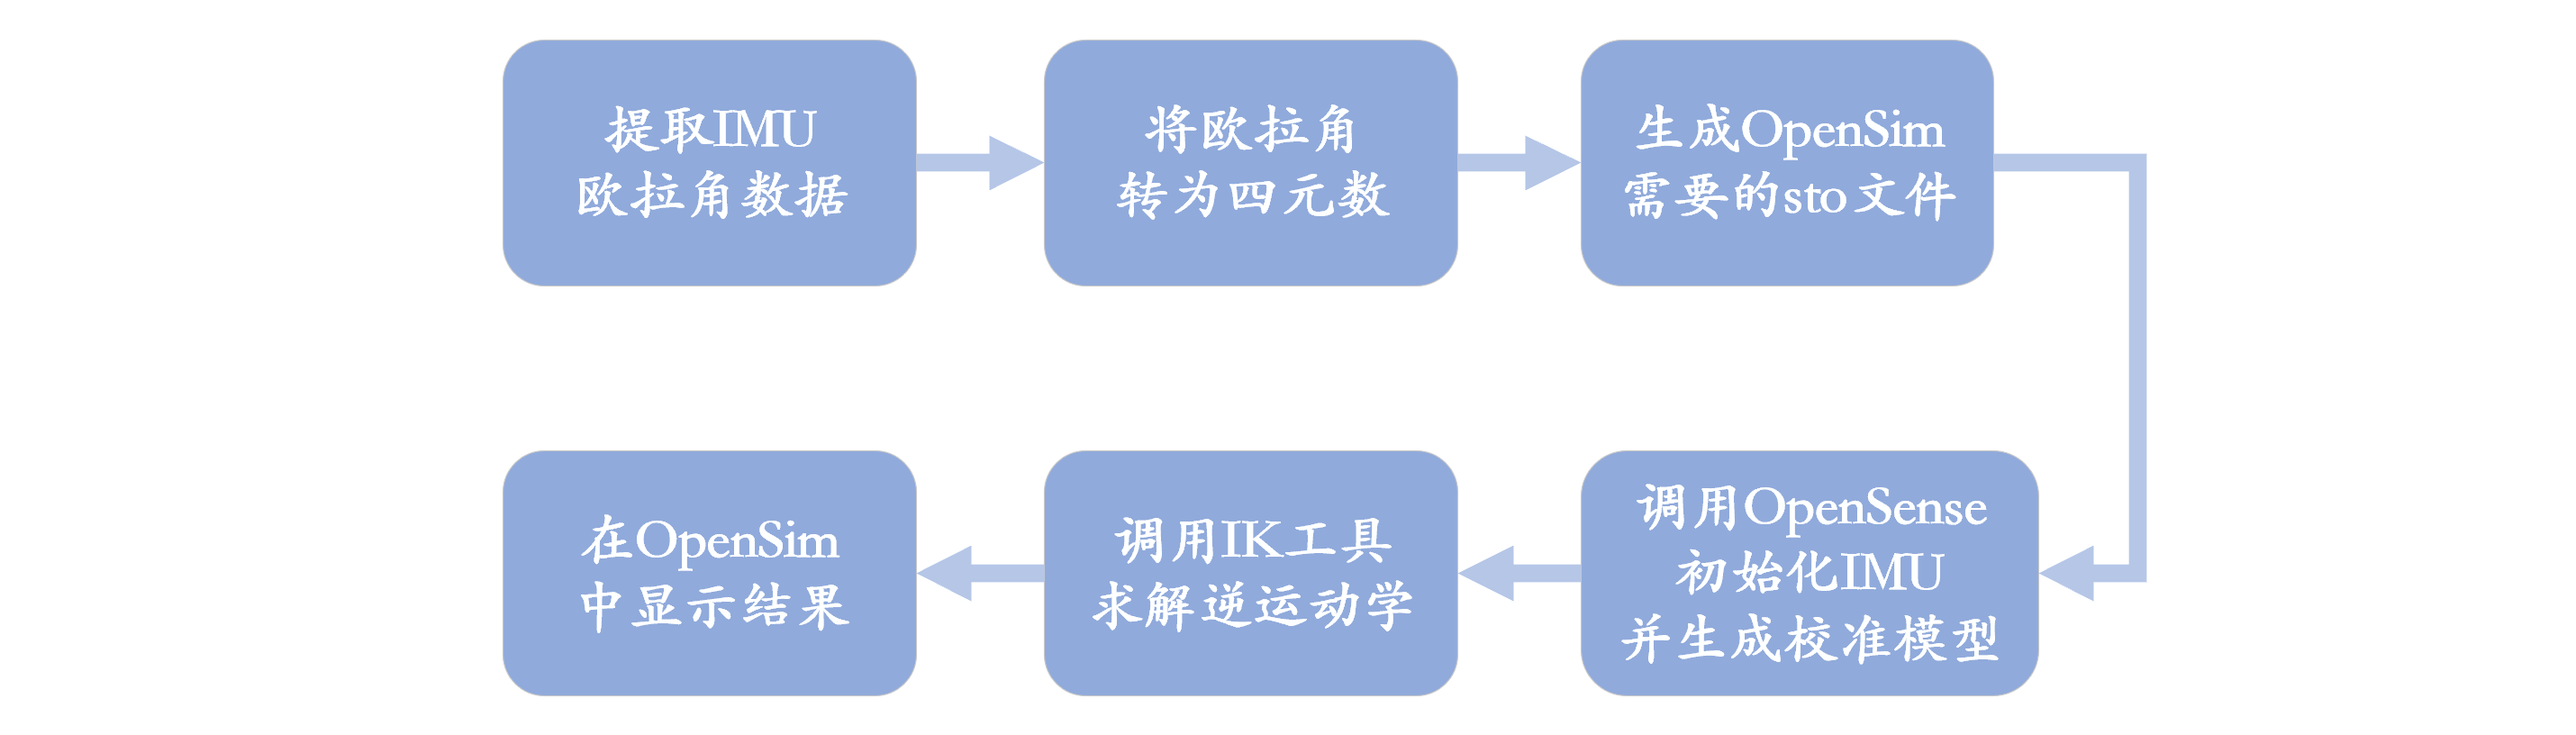 提取IMU
欧拉角数据
将欧拉角
转为四元数
生成OpenSim
需要的sto文件
调用OpenSense
初始化IMU
并生成校准模型
调用IK工具
求解逆运动学
在OpenSim
中显示结果